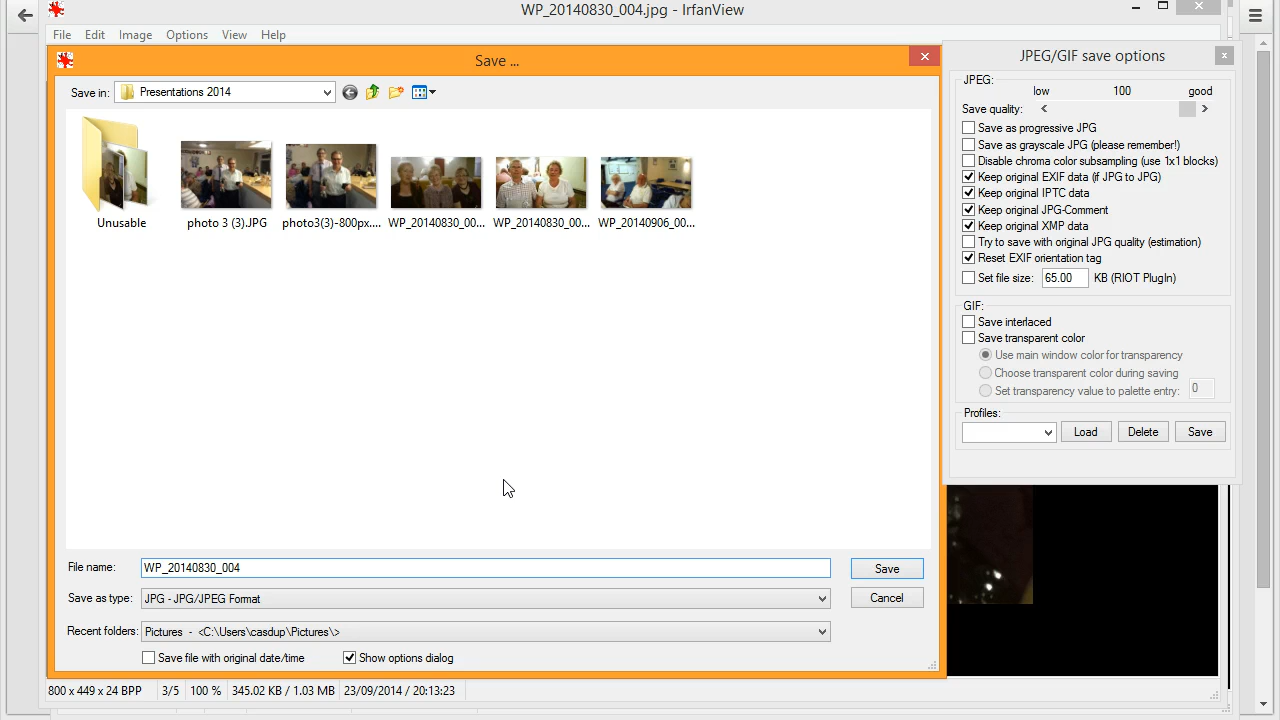 WP_20140830_004.jpg - IrfanView
File Edit Image Options View Help
Save ...
Save in: Presentations 2014
Unusable
photo 3 (3).JPG
photo3(3)-800px....
WP_20140830_00...
WP_20140830_00...
WP_20140906_00...
File name: WP_20140830_004
Save
Save as type: JPG - JPG/JPEG Format
Cancel
Recent folders: Pictures - <C:\Users\casdup\Pictures\>
Save file with original date/time Show options dialog
800 x 449 x 24 BPP 3/5 100 % 345.02 KB / 1.03 MB 23/09/2014 / 20:13:23
JPEG/GIF save options
JPEG:
low 100 good
Save quality:
Save as progressive JPG
Save as grayscale JPG (please remember!)
Disable chroma color subsampling (use 1x1 blocks)
Keep original EXIF data (if JPG to JPG)
Keep original IPTC data
Keep original JPG-Comment
Keep original XMP data
Try to save with original JPG quality (estimation)
Reset EXIF orientation tag
Set file size: 65.00 KB (RIOT PlugIn)
GIF:
Save interlaced
Save transparent color
Use main window color for transparency
Choose transparent color during saving
Set transparency value to palette entry: 0
Profiles:
Load Delete Save